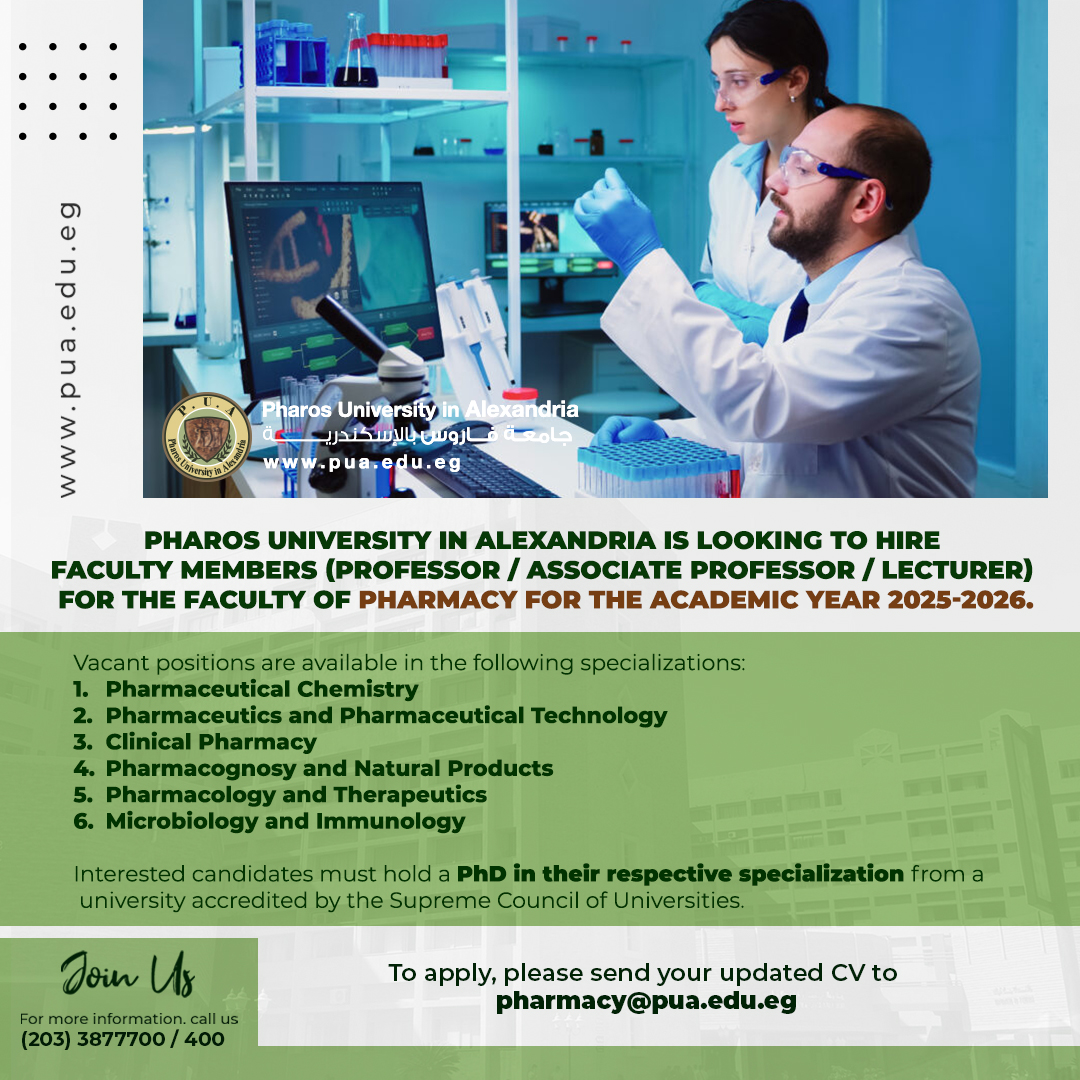 www.pua.edu.eg
P.U.A
Pharos University in Alexandria
Pharos University in Alexandria
جامعة فـاروس بالإسكندريــة
www.pua.edu.eg
PHAROS UNIVERSITY IN ALEXANDRIA IS LOOKING TO HIRE
FACULTY MEMBERS (PROFESSOR / ASSOCIATE PROFESSOR / LECTURER)
FOR THE FACULTY OF PHARMACY FOR THE ACADEMIC YEAR 2025-2026.
Vacant positions are available in the following specializations:
1. Pharmaceutical Chemistry
2. Pharmaceutics and Pharmaceutical Technology
3. Clinical Pharmacy
4. Pharmacognosy and Natural Products
5. Pharmacology and Therapeutics
6. Microbiology and Immunology
Interested candidates must hold a PhD in their respective specialization from a
university accredited by the Supreme Council of Universities.
Join Us
For more information. call us
(203) 3877700 / 400
To apply, please send your updated CV to
pharmacy@pua.edu.eg